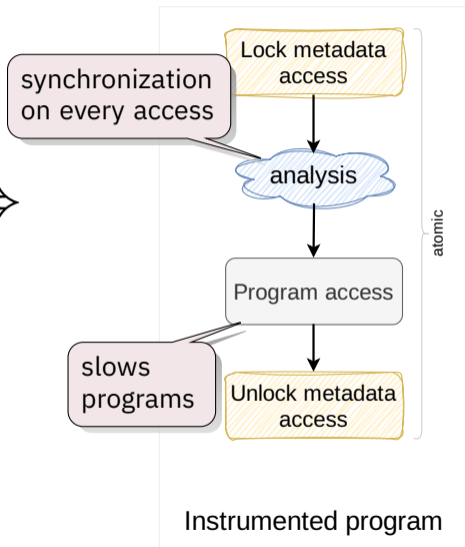 Lock metadata
access
synchronization
on every access
analysis
atomic
Program access
slows
programs
Unlock metadata
access
Instrumented program